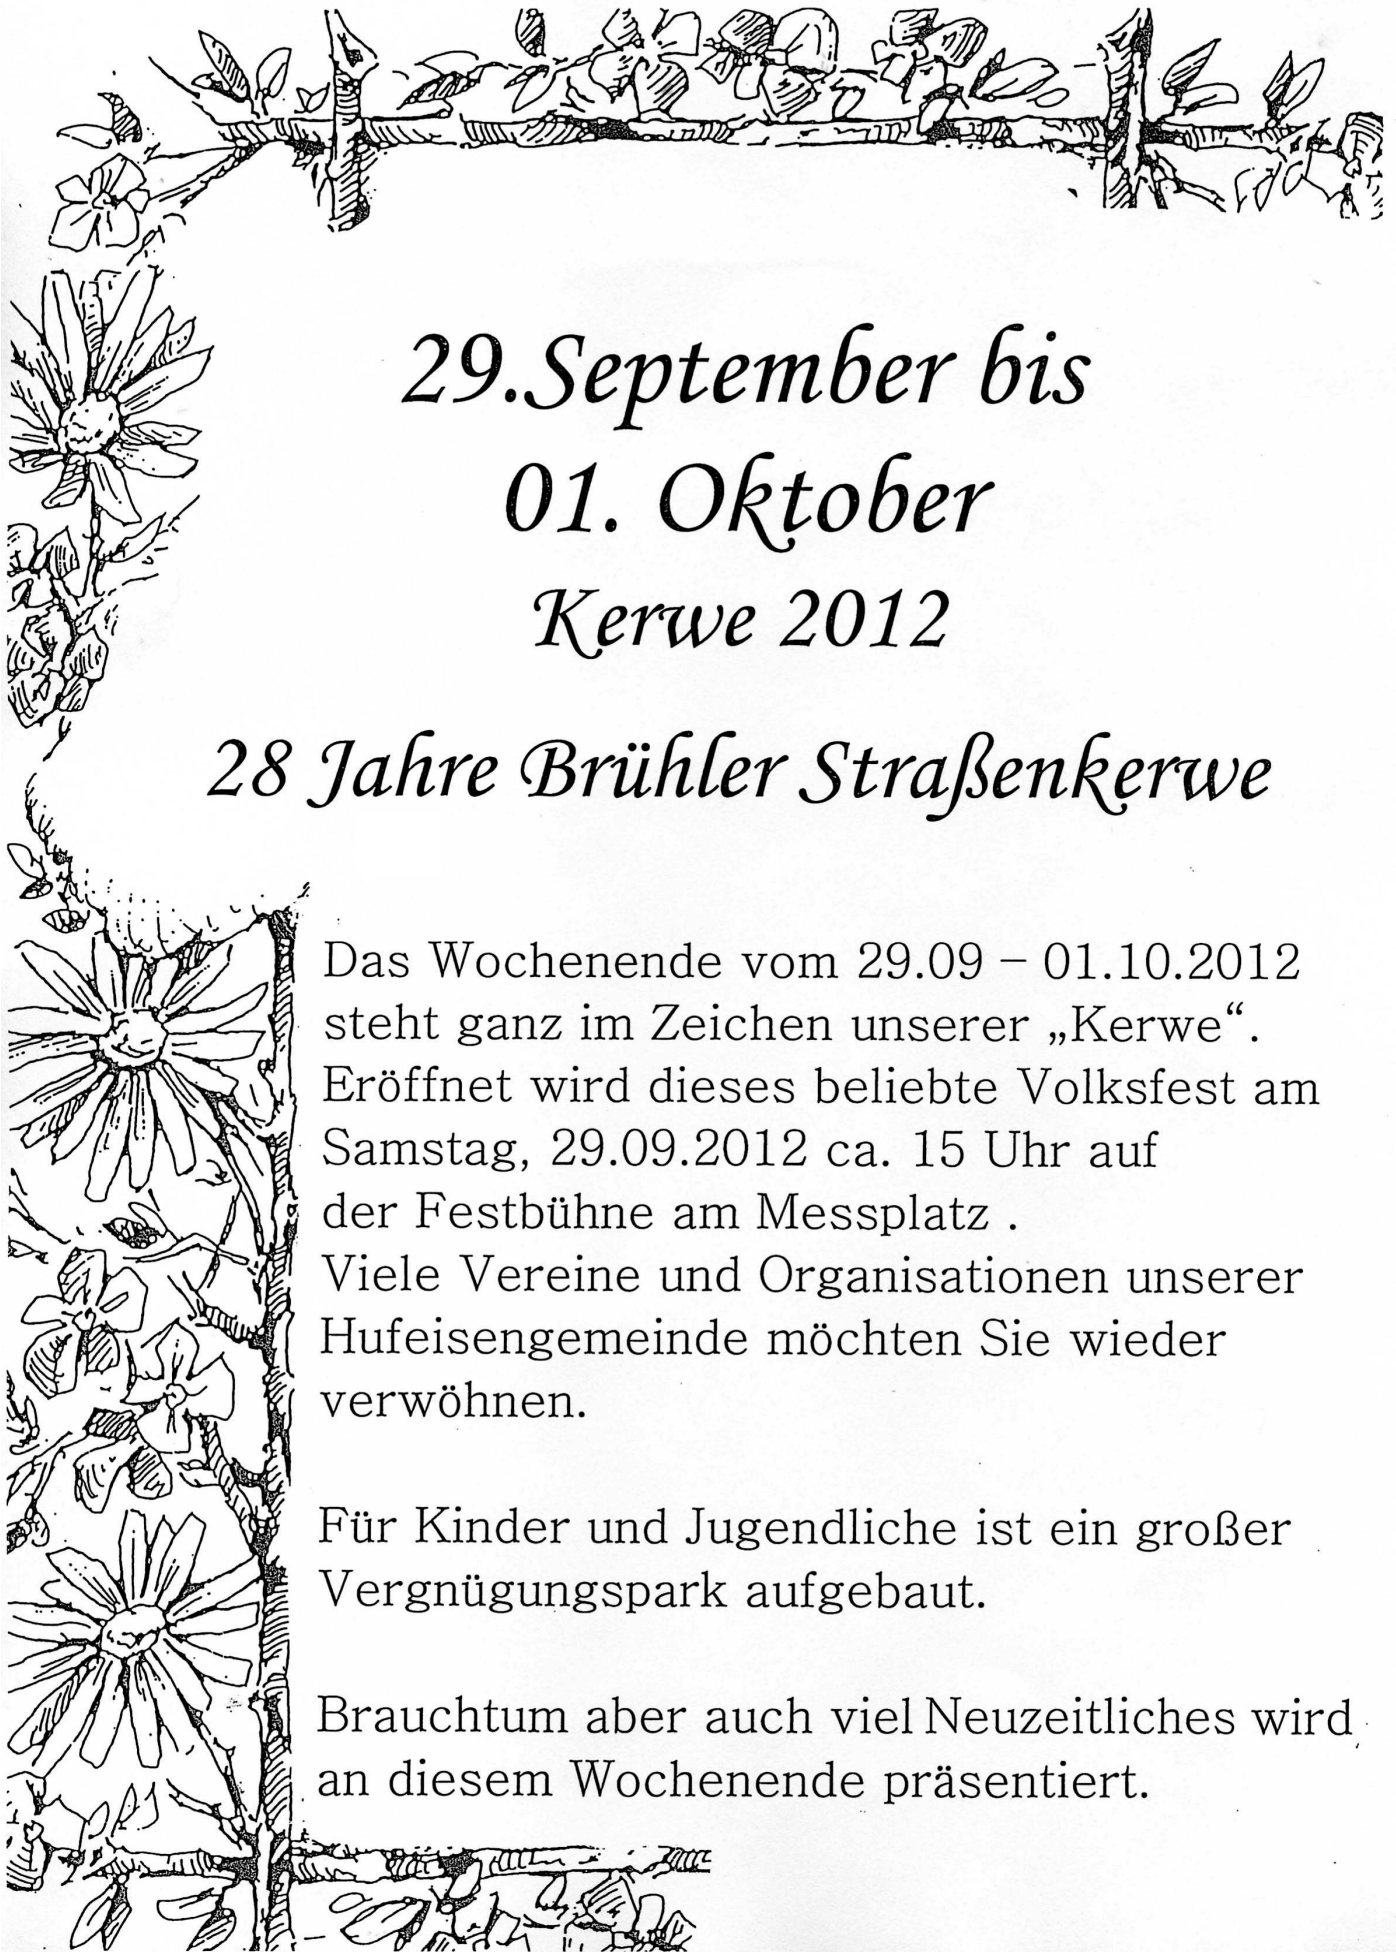 29.September bis
01. Oktober
Kerwe 2012
28 Jahre Brühler Straßenkerwe
Das Wochenende vom 29.09 – 01.10.2012
steht ganz im Zeichen unserer „Kerwe“.
Eröffnet wird dieses beliebte Volksfest am
Samstag, 29.09.2012 ca. 15 Uhr auf
der Festbühne am Messplatz .
Viele Vereine und Organisationen unserer
Hufeisengemeinde möchten Sie wieder
verwöhnen.
Für Kinder und Jugendliche ist ein großer
Vergnügungspark aufgebaut.
Brauchtum aber auch viel Neuzeitliches wird
an diesem Wochenende präsentiert.